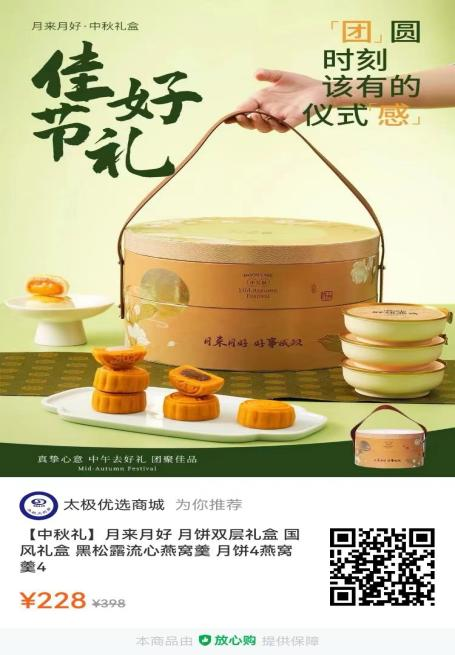 月来月好·中秋礼盒
佳节好礼
「团」圆
时刻
该有的
仪式「感」
MOONCAKE
中秋礼
Mid-Autumn
Festival
月来月好 好事成双
真挚心意 中午去好礼 团聚佳品
Mid-Autumn Festival
太极优选商城 为你推荐
【中秋礼】月来月好 月饼双层礼盒 国
风礼盒 黑松露流心燕窝羹 月饼4燕窝
羹4
¥228 ¥398
本商品由 放心购 提供保障